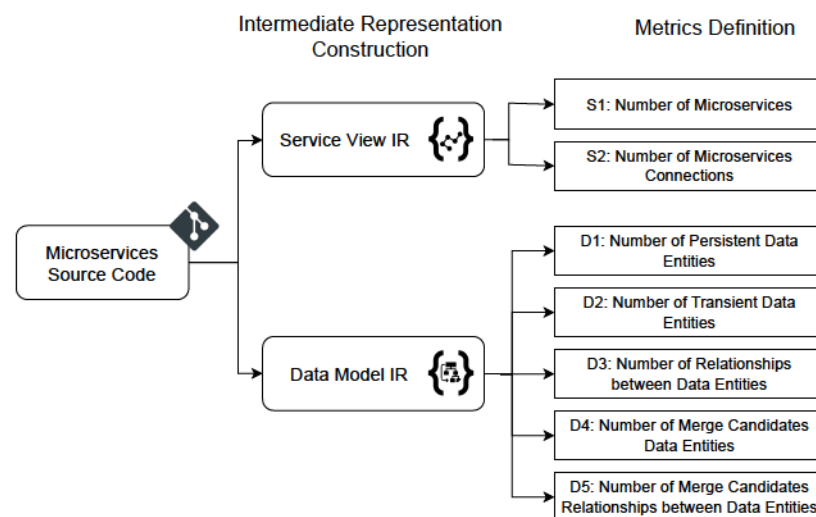 Intermediate Representation
Construction
Metrics Definition
S1: Number of Microservices
Service View IR
S2: Number of Microservices
Connections
Microservices
Source Code
D1: Number of Persistent Data
Entities
D2: Number of Transient Data
Entities
Data Model IR
D3: Number of Relationships
between Data Entities
D4: Number of Merge Candidates
Data Entities
D5: Number of Merge Candidates
Relationships between Data Entities